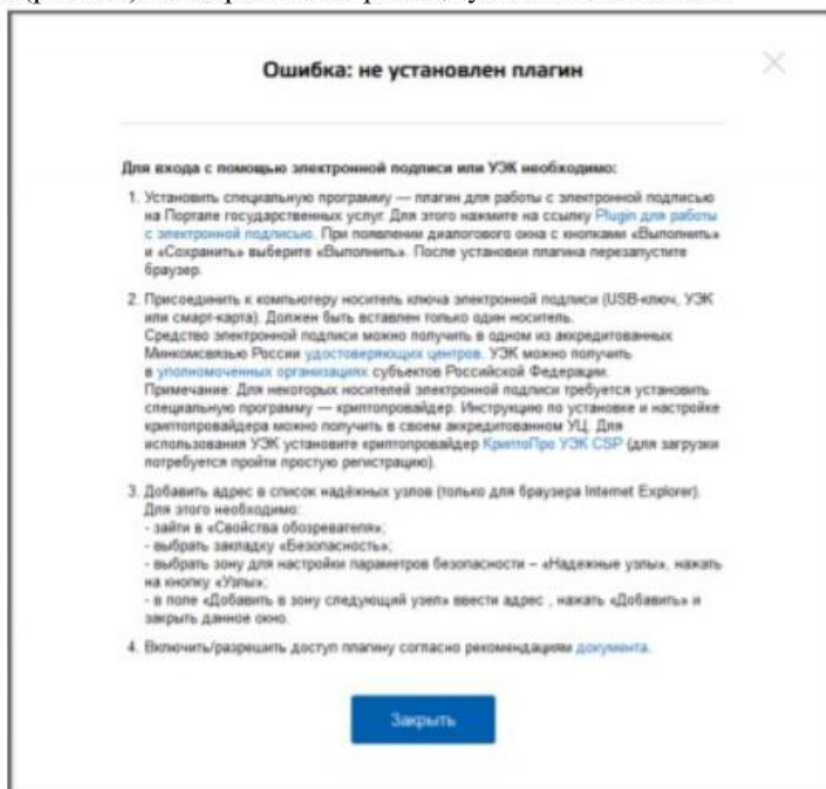 Ошибка: не установлен плагин
Для входа с помощью электронной подписи или УЭК необходимо:
1. Установить специальную программу — плагин для работы с электронной подписью
на Портале государственных услуг. Для этого нажмите на ссылку Plugin для работы
с электронной подписью. При появлении диалогового окна с кнопками «Выполнить»
и «Сохранить» выберите «Выполнить». После установки плагина перезапустите
браузер.
2. Присоединить к компьютеру носитель ключа электронной подписи (USB-ключ, УЭК
или смарт-карта). Должен быть вставлен только один носитель.
Средство электронной подписи можно получить в одном из аккредитованных
Минкомсвязью России удостоверяющих центров. УЭК можно получить
в уполномоченных организациях субъектов Российской Федерации.
Примечание: Для некоторых носителей электронной подписи требуется установить
специальную программу — криптопровайдер. Инструкцию по установке и настройке
криптопровайдера можно получить в своем аккредитованном УЦ. Для
использования УЭК установите криптопровайдер КриптоПро УЭК CSP (для загрузки
потребуется пройти простую регистрацию).
3. Добавить адрес в список надёжных узлов (только для браузера Internet Explorer).
Для этого необходимо:
- зайти в «Свойства обозревателя»;
- выбрать закладку «Безопасность»;
- выбрать зону для настройки параметров безопасности – «Надежные узлы», нажать
на кнопку «Узлы»;
- в поле «Добавить в зону следующий узел» ввести адрес , нажать «Добавить» и
закрыть данное окно.
4. Включить/разрешить доступ плагину согласно рекомендациям документа.
Закрыть